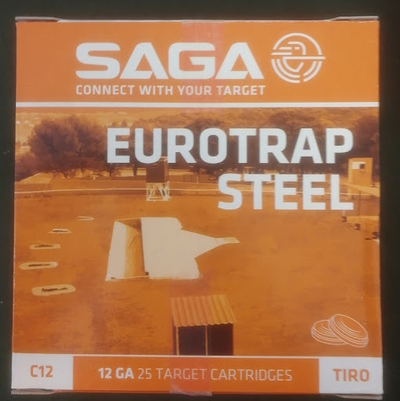 SAGA
CONNECT WITH YOUR TARGET
EUROTRAP
STEEL
C12
12 GA 25 TARGET CARTRIDGES
TIRO